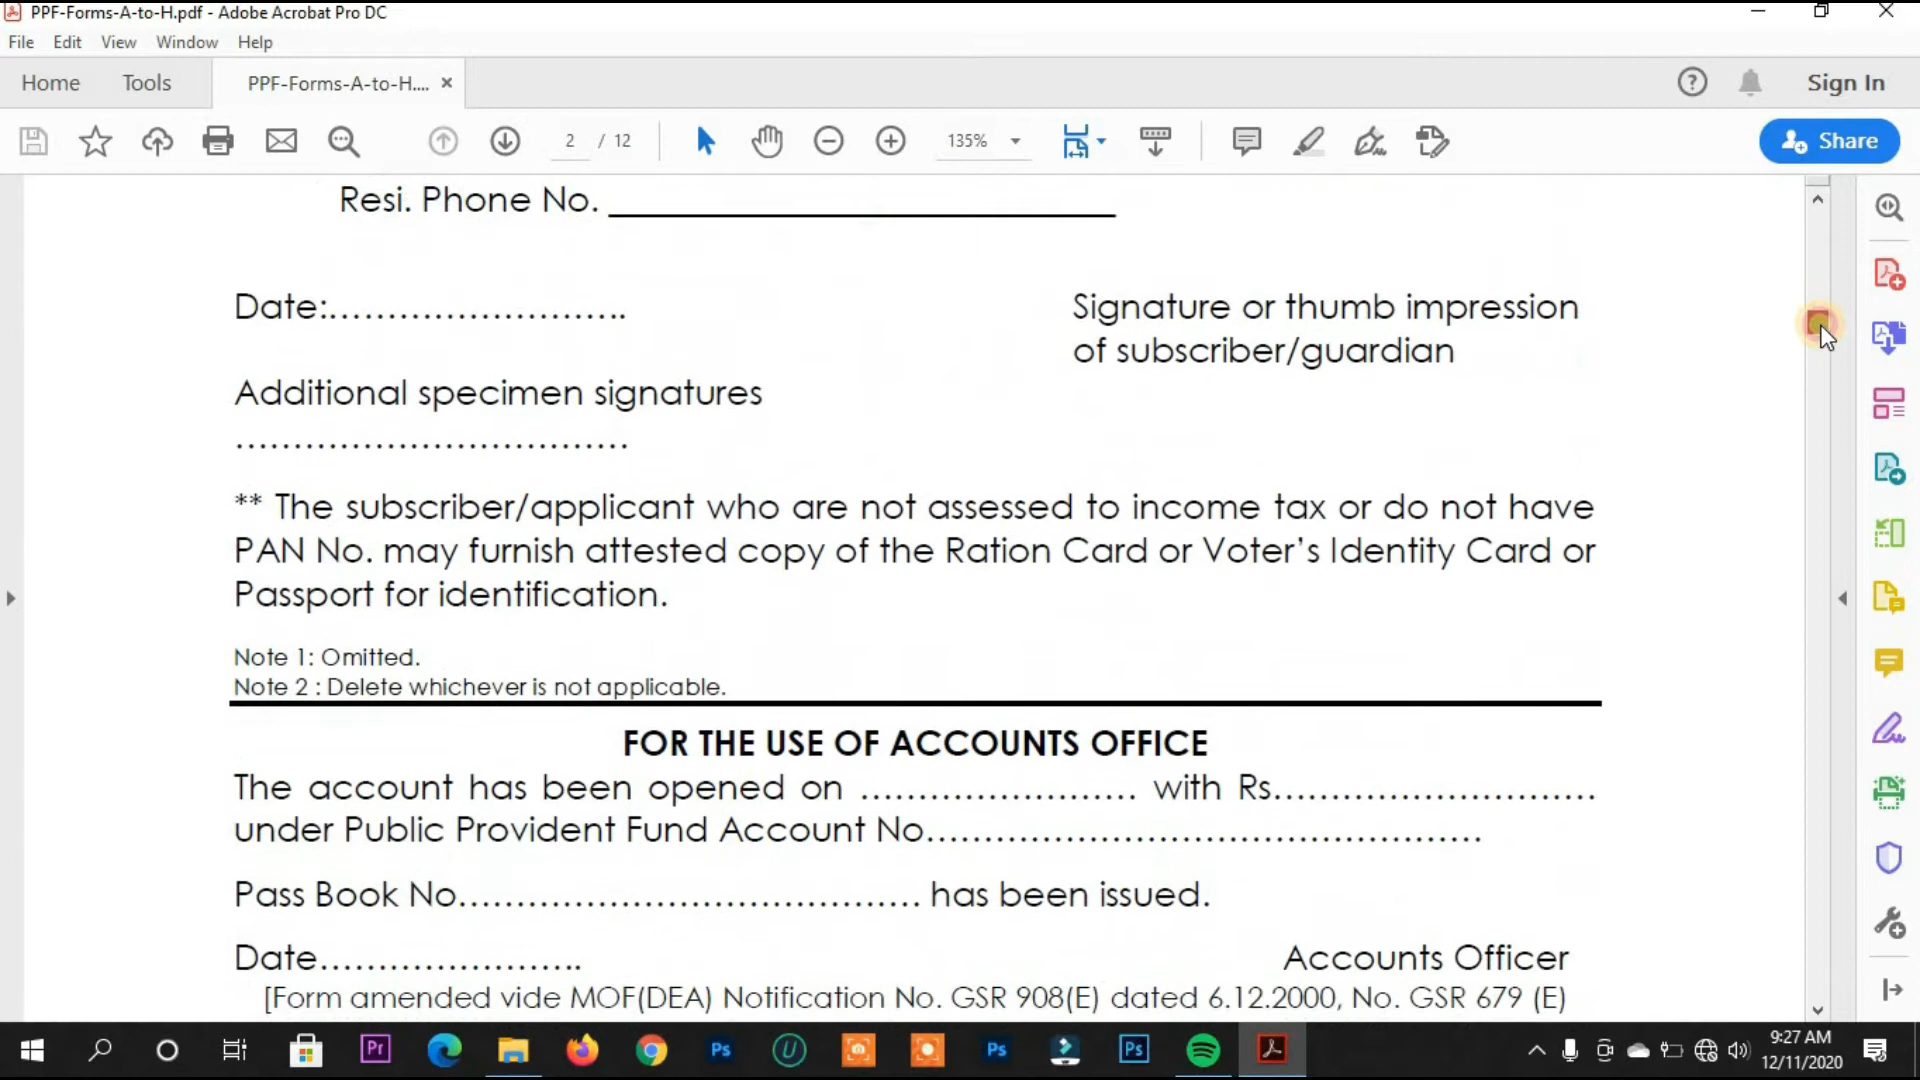 PPF-Forms-A-to-H.pdf - Adobe Acrobat Pro DC
File Edit View Window Help
Home Tools PPF-Forms-A-to-H.... × Sign In
2 / 12 135% Share
Resi. Phone No. ______________________________
Date:.......................... Signature or thumb impression
of subscriber/guardian
Additional specimen signatures
..................................
** The subscriber/applicant who are not assessed to income tax or do not have
PAN No. may furnish attested copy of the Ration Card or Voter’s Identity Card or
Passport for identification.
Note 1: Omitted.
Note 2 : Delete whichever is not applicable.
FOR THE USE OF ACCOUNTS OFFICE
The account has been opened on ........................ with Rs............................
under Public Provident Fund Account No................................................
Pass Book No........................................ has been issued.
Date....................... Accounts Officer
[Form amended vide MOF(DEA) Notification No. GSR 908(E) dated 6.12.2000, No. GSR 679 (E)
Pr Ps U Ps Ps 9:27 AM
12/11/2020